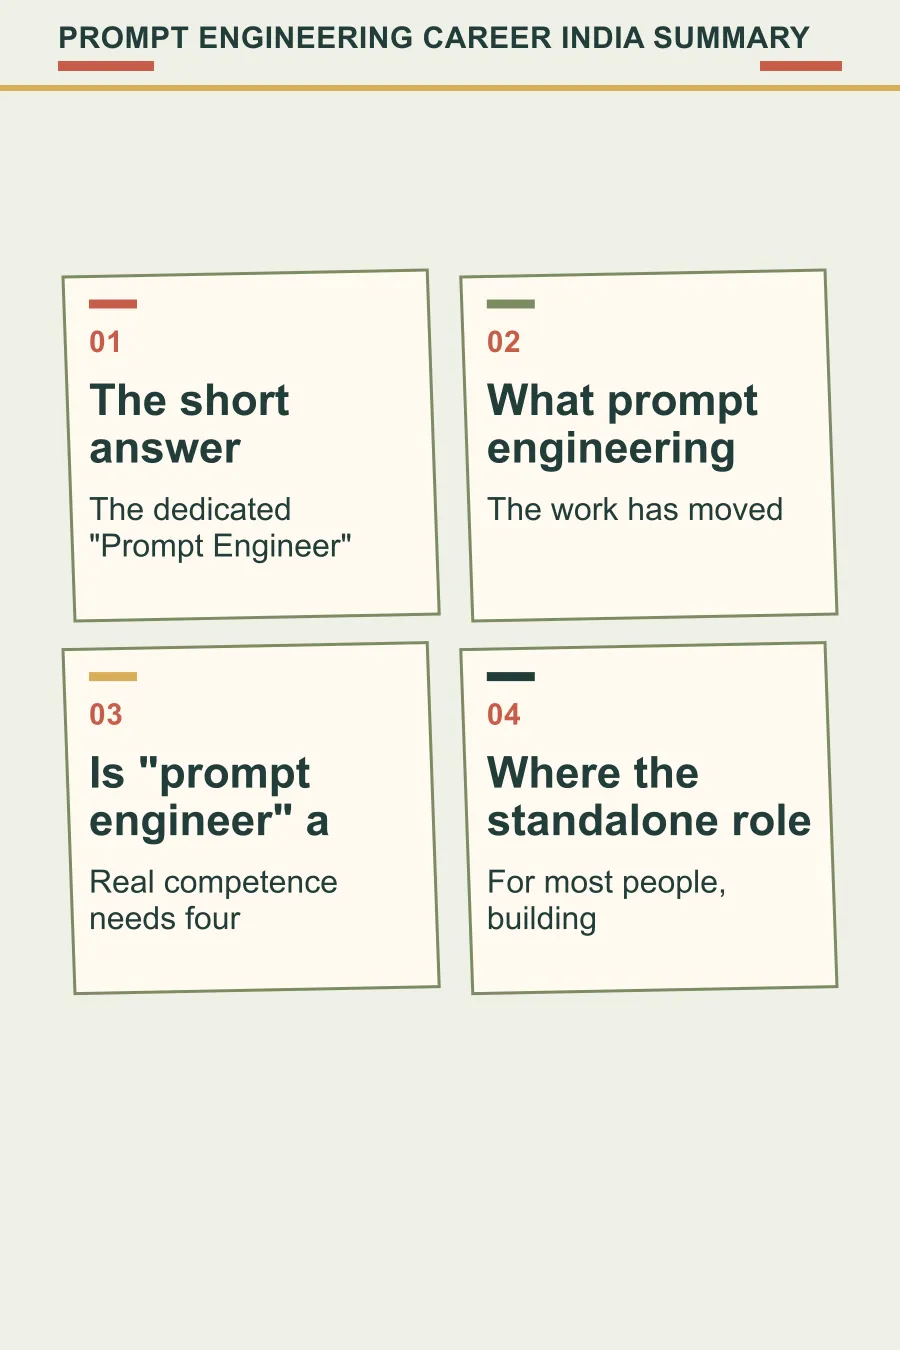 PROMPT ENGINEERING CAREER INDIA SUMMARY
01
The short
answer
The dedicated
"Prompt Engineer"
02
What prompt
engineering
The work has moved
03
Is "prompt
engineer" a
Real competence
needs four
04
Where the
standalone role
For most people,
building